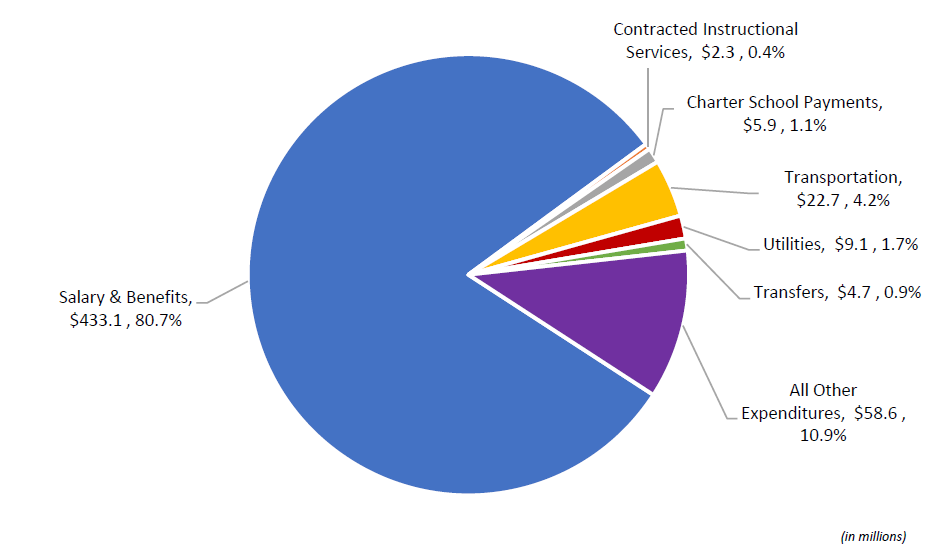 Contracted Instructional
Services,  $2.3 , 0.4%
Charter School Payments,
$5.9 , 1.1%
Transportation,
$22.7 , 4.2%
Utilities,  $9.1 , 1.7%
Transfers,  $4.7 , 0.9%
All Other
Expenditures,  $58.6 ,
10.9%
Salary & Benefits,
$433.1 , 80.7%
(in millions)